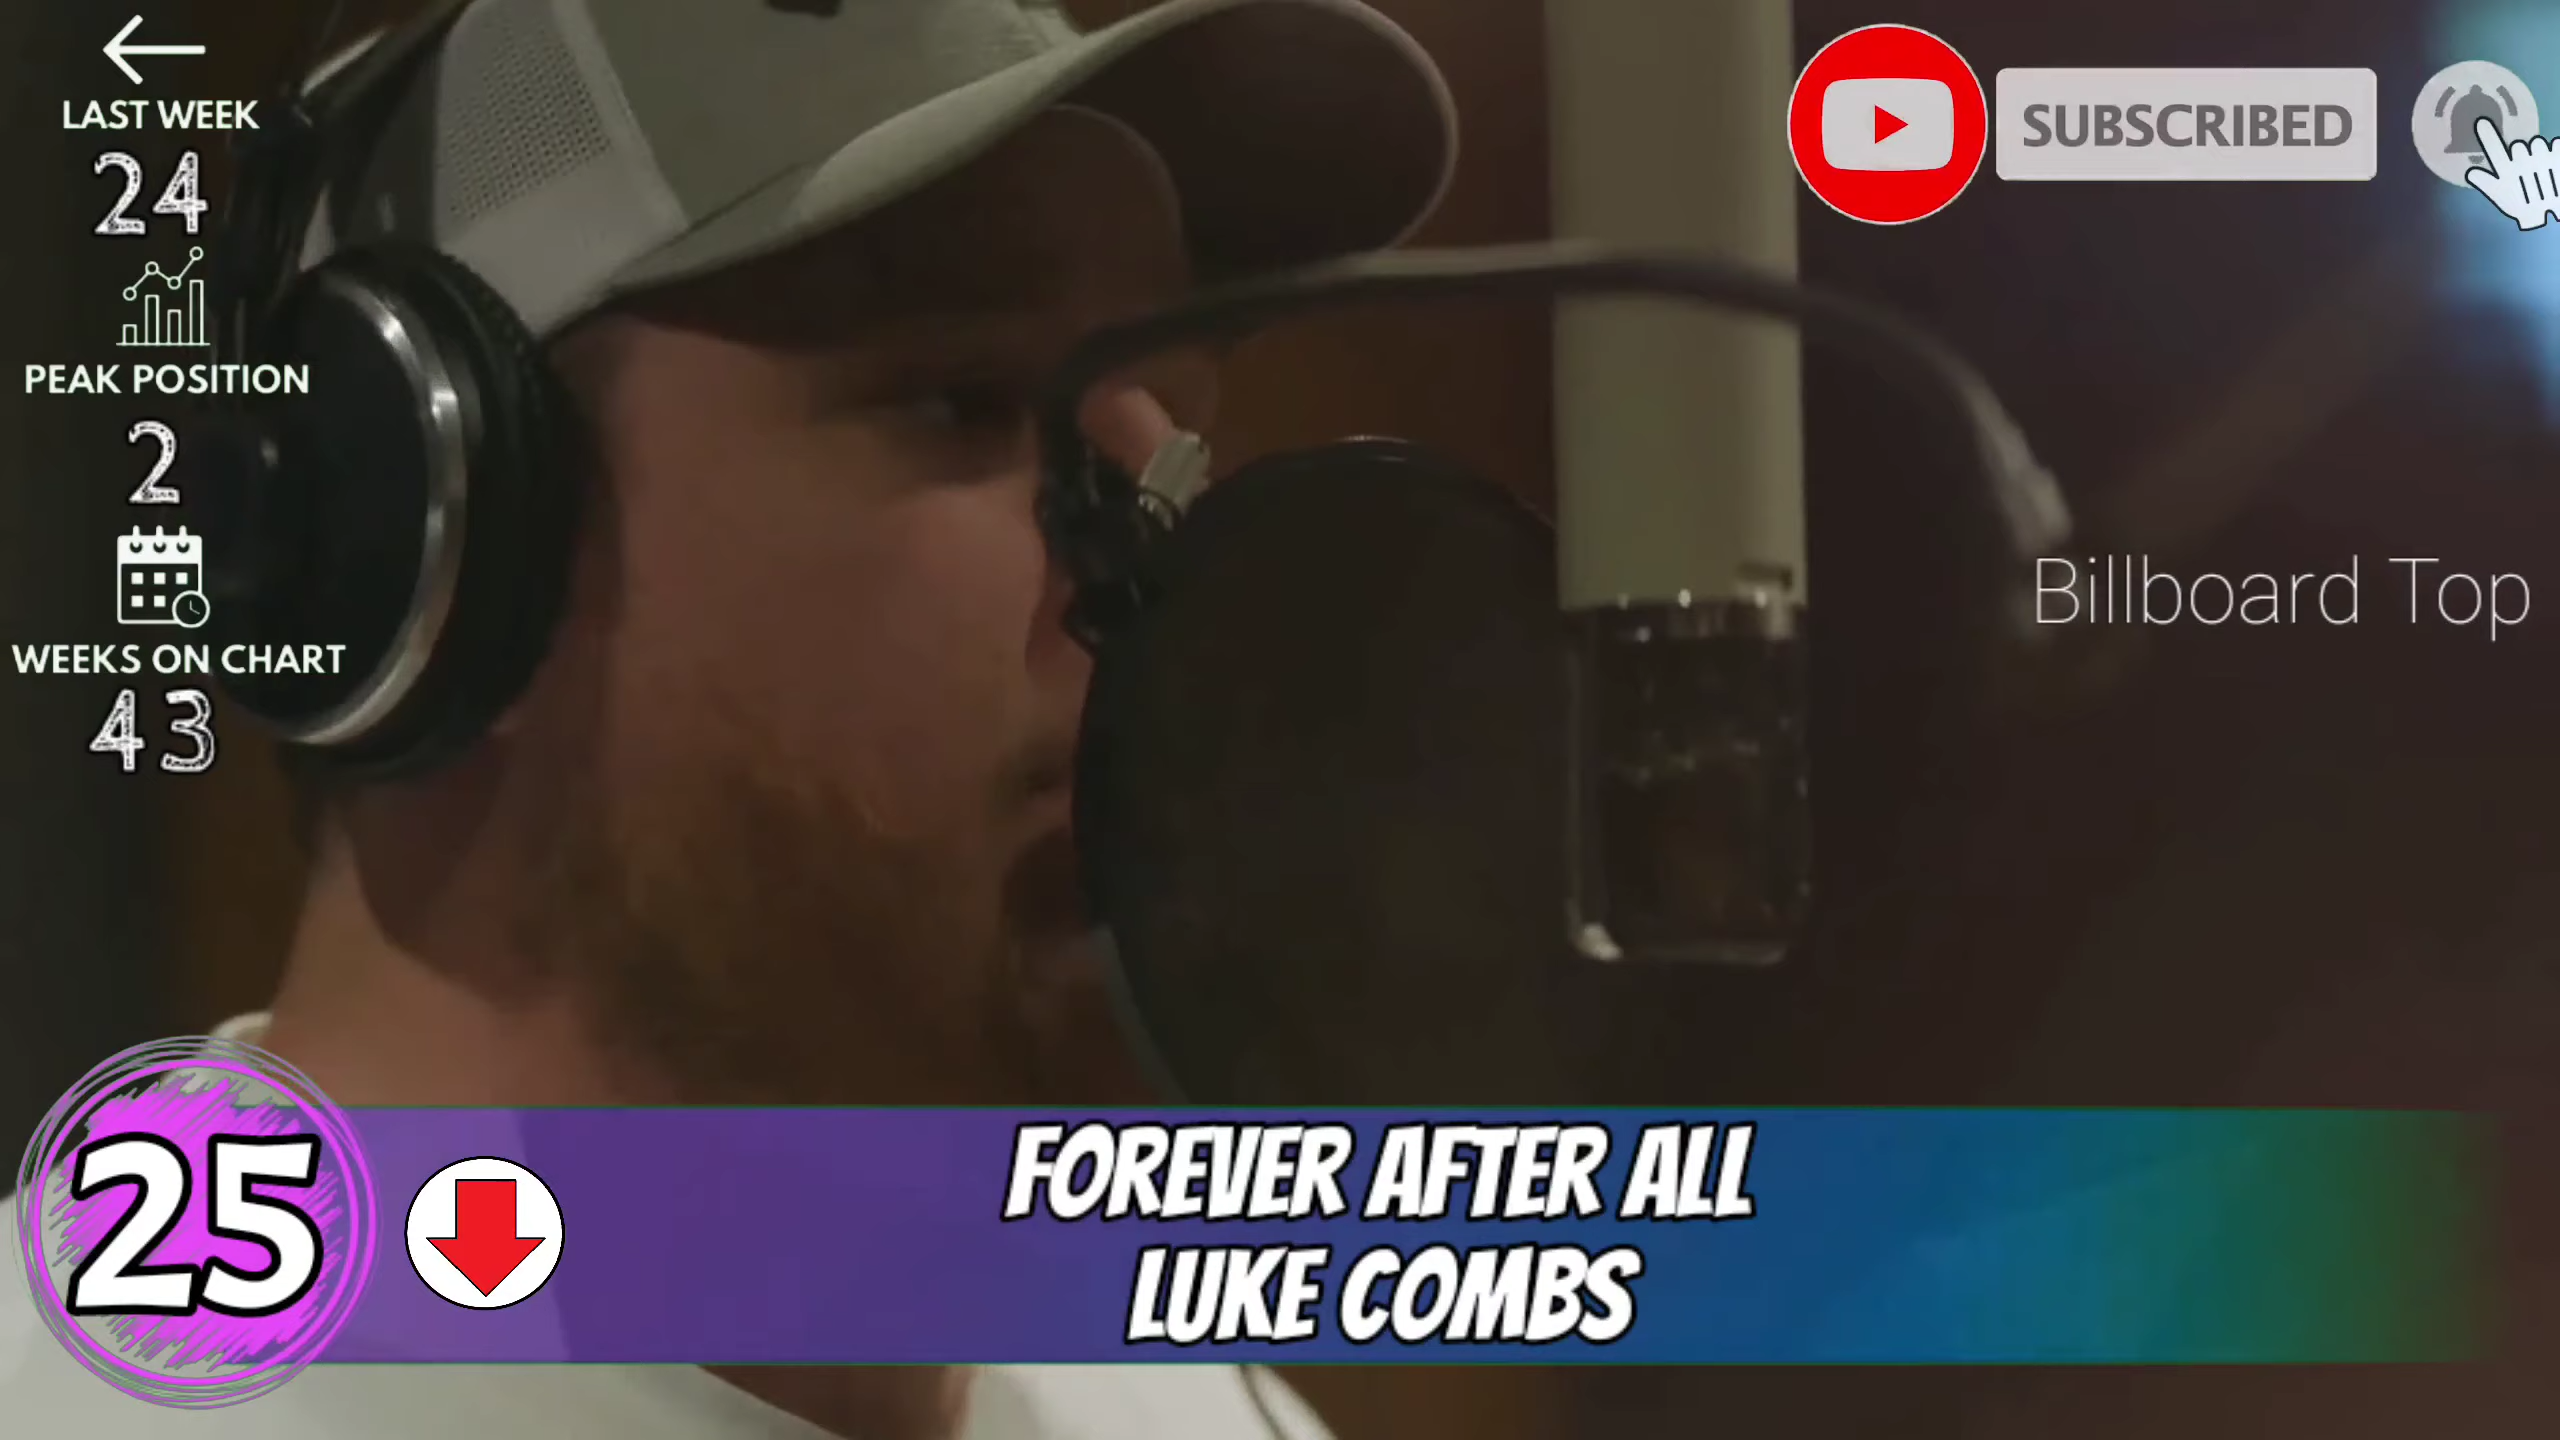 LAST WEEK
24
PEAK POSITION
2
WEEKS ON CHART
43
SUBSCRIBED
Billboard Top
25
FOREVER AFTER ALL
LUKE COMBS